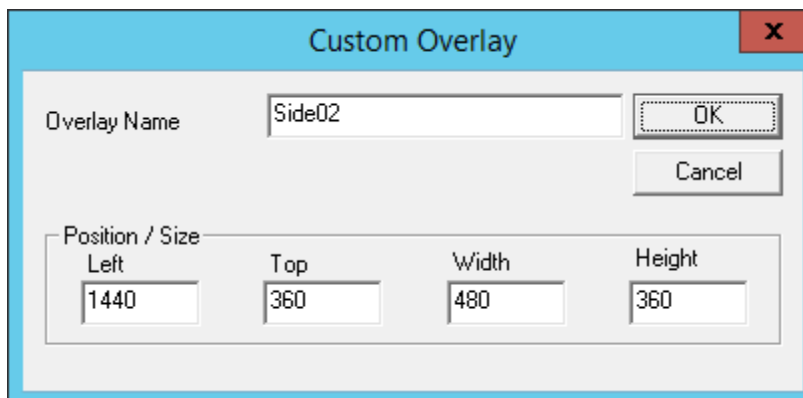 Custom Overlay
x
Overlay Name
Side02
OK
Cancel
Position / Size
Left Top Width Height
1440 360 480 360